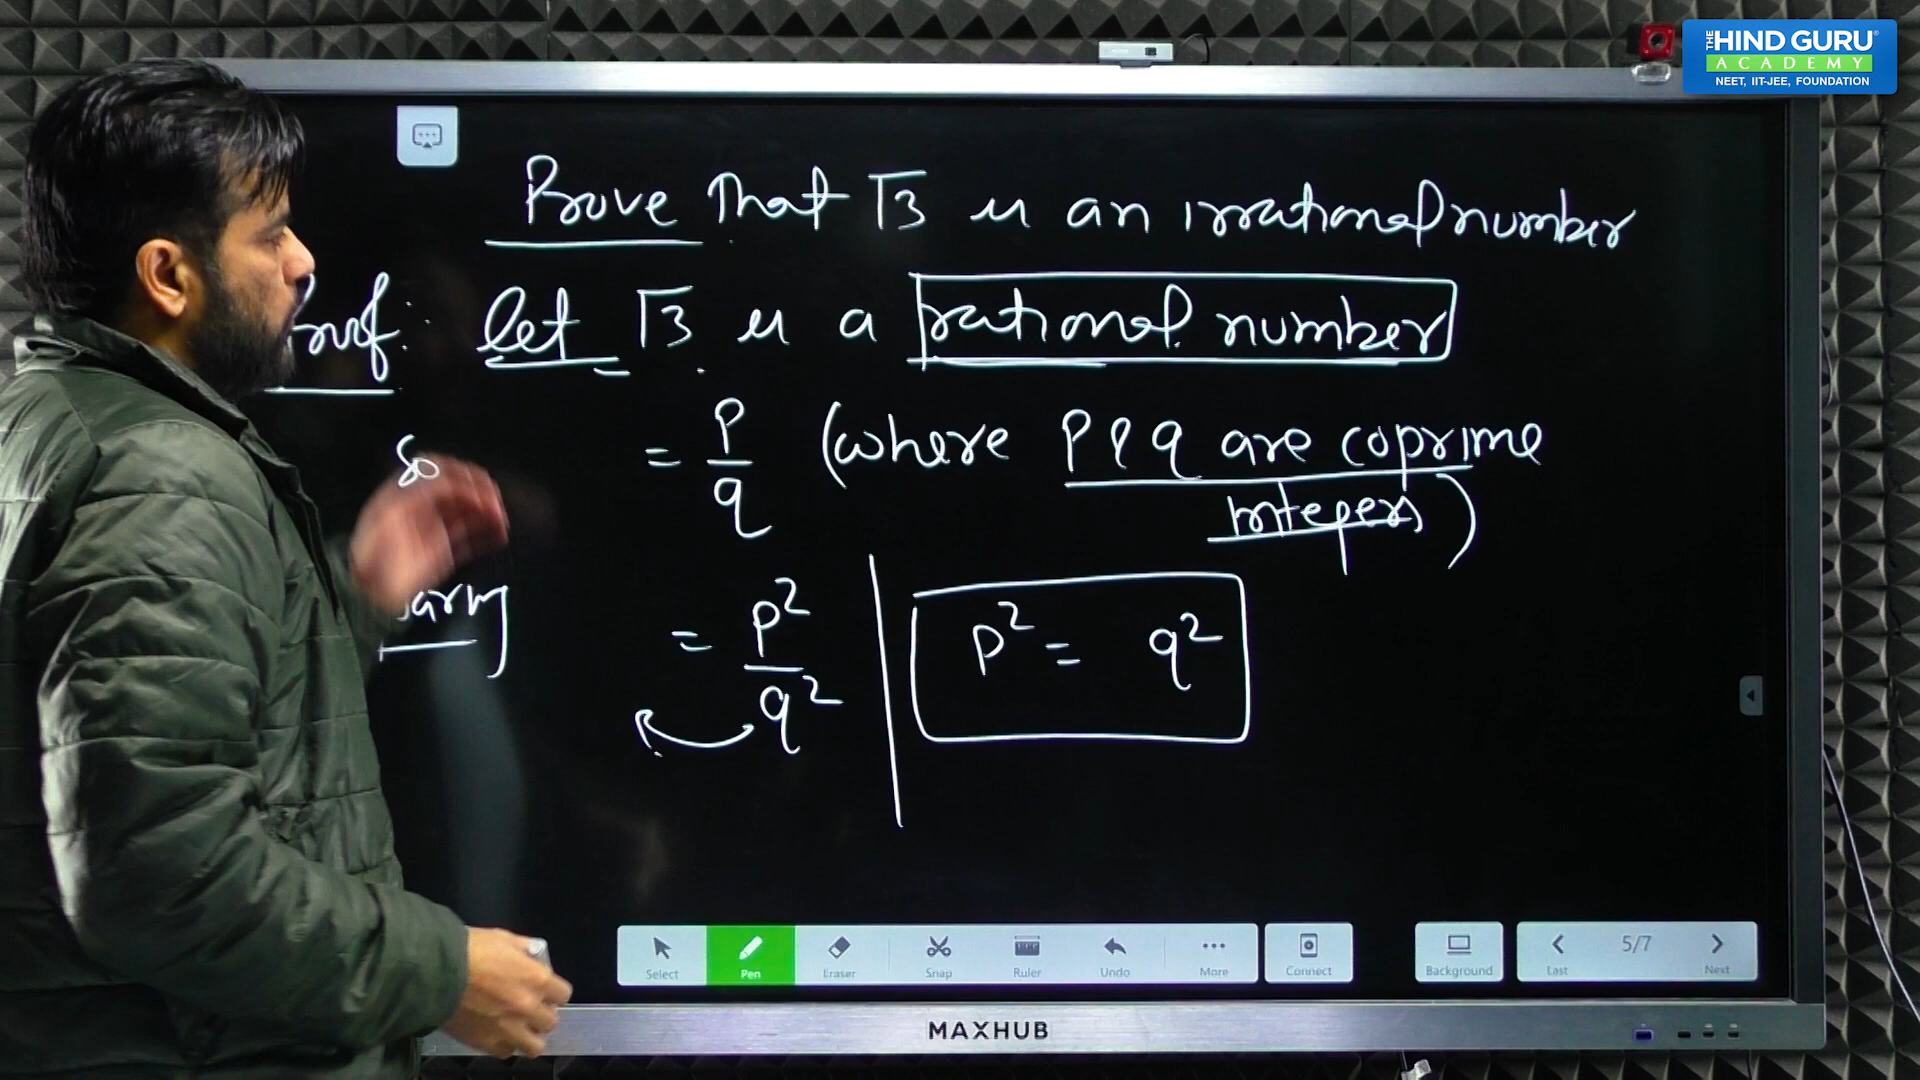 THE HIND GURU
ACADEMY
NEET, IIT-JEE, FOUNDATION
Prove that √3 is an irrational number
Proof: let √3 is a rational number
so = p/q (where p & q are coprime
integers)
= p²/q² | p² = q²
Select Pen Eraser Snap Ruler Undo More Connect Background Last 5/7 Next
MAXHUB